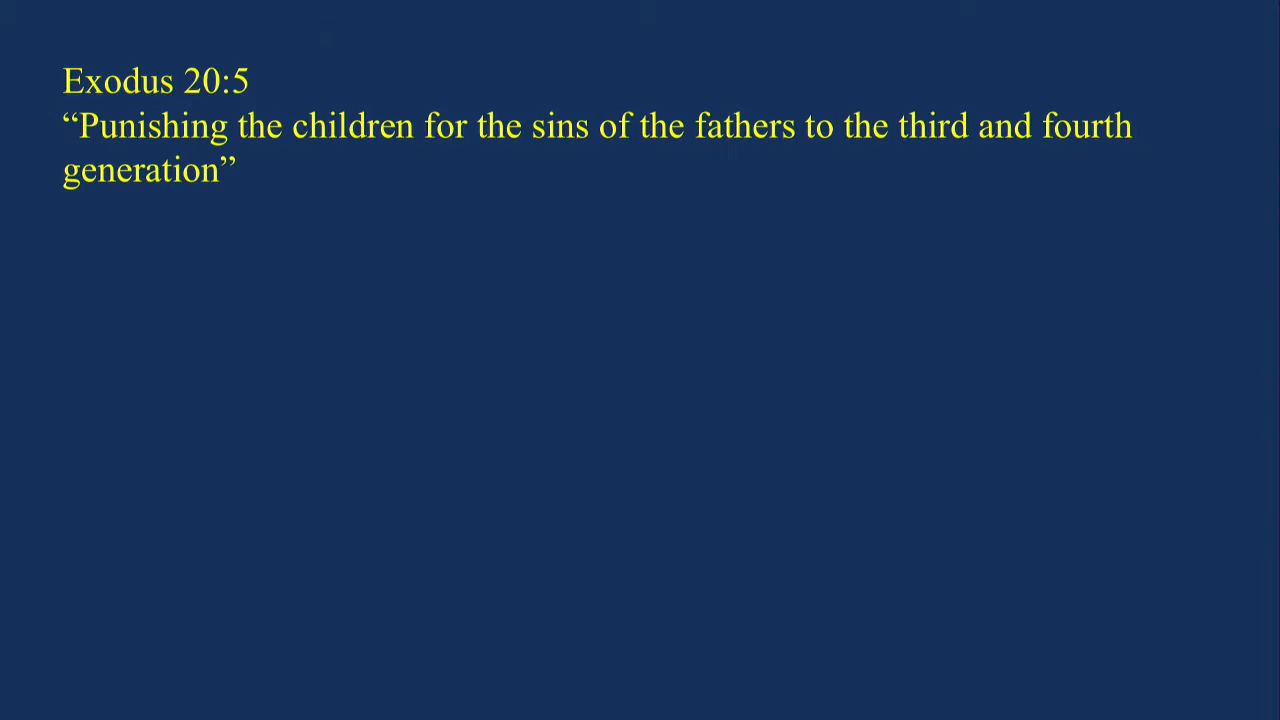 Exodus 20:5
“Punishing the children for the sins of the fathers to the third and fourth
generation”